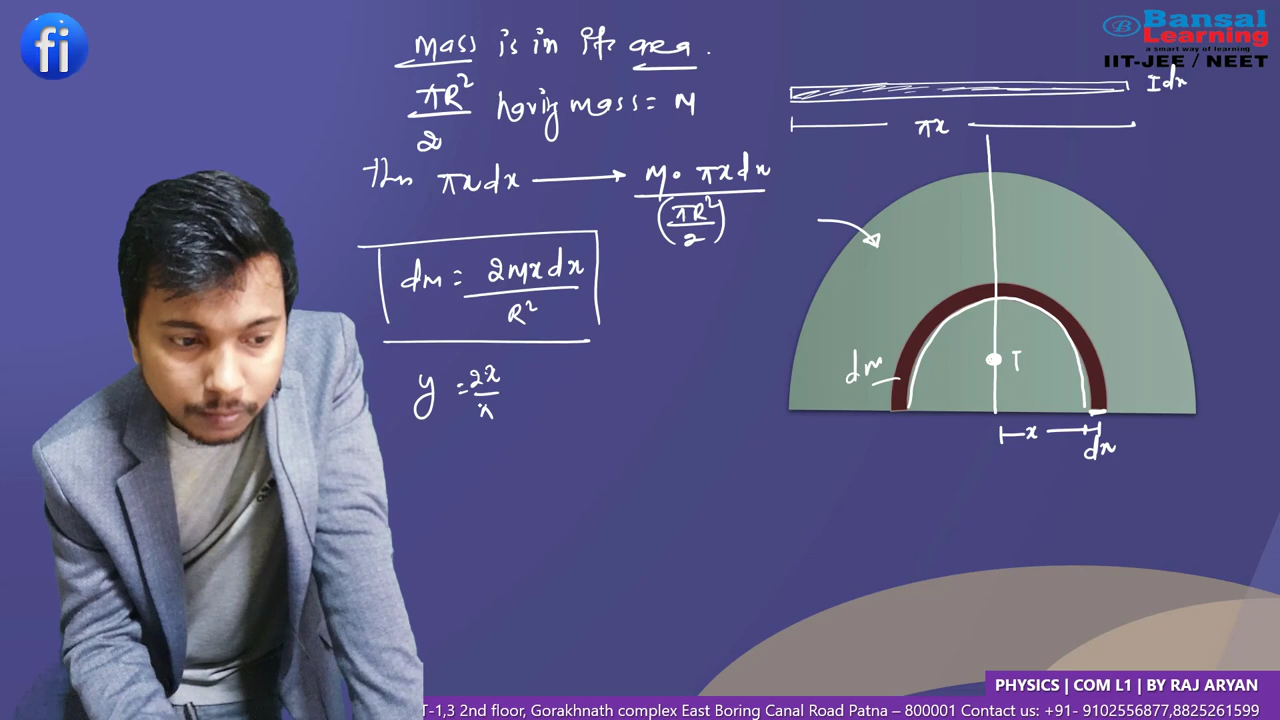 fi
mass is in its area.
πR²/2 having mass = M
Thus πxdx → M. πxdx/(πR²/2)
dm = 2Mxdx/R²
y = 2x/π
Bansal
Learning
a smart way of learning
IIT-JEE / NEET
dx
πx
dm
x
dx
PHYSICS | COM L1 | BY RAJ ARYAN
T-1,3 2nd floor, Gorakhnath complex East Boring Canal Road Patna – 800001 Contact us: +91- 9102556877,8825261599